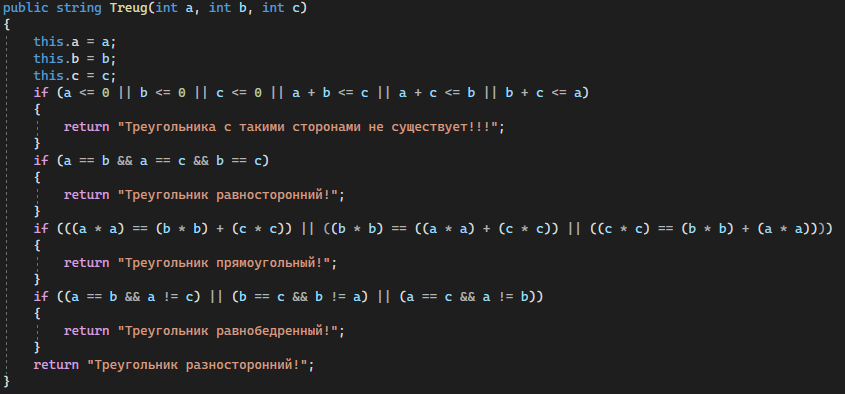 public string Treug(int a, int b, int c)
{
    this.a = a;
    this.b = b;
    this.c = c;
    if (a <= 0 || b <= 0 || c <= 0 || a + b <= c || a + c <= b || b + c <= a)
    {
        return "Треугольника с такими сторонами не существует!!!";
    }
    if (a == b && a == c && b == c)
    {
        return "Треугольник равносторонний!";
    }
    if (((a * a) == (b * b) + (c * c)) || ((b * b) == ((a * a) + (c * c)) || ((c * c) == (b * b) + (a * a))))
    {
        return "Треугольник прямоугольный!";
    }
    if ((a == b && a != c) || (b == c && b != a) || (a == c && a != b))
    {
        return "Треугольник равнобедренный!";
    }
    return "Треугольник разносторонний!";
}